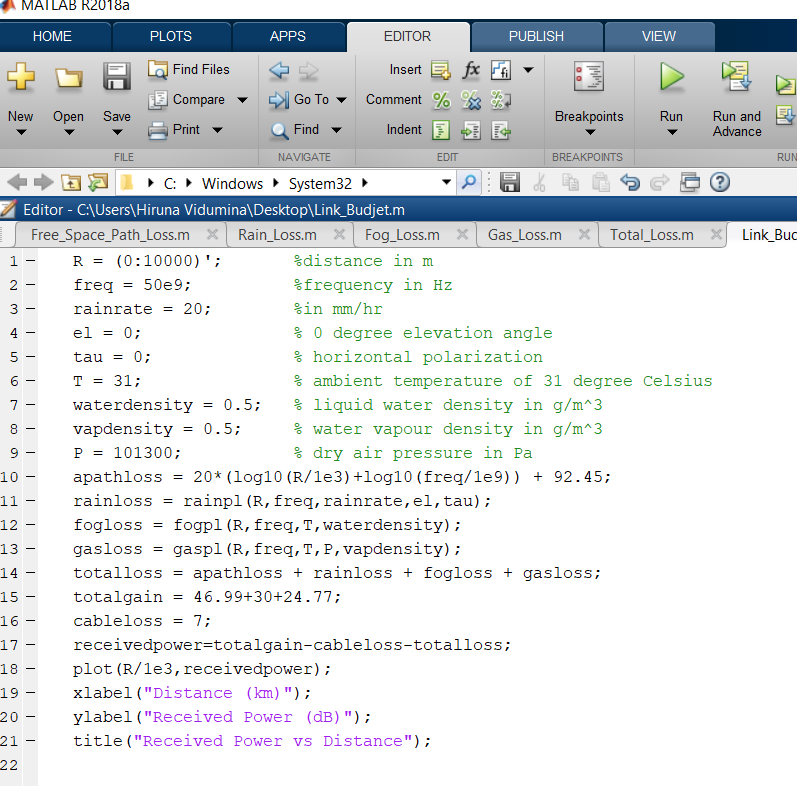 MATLAB R2018a
HOME PLOTS APPS EDITOR PUBLISH VIEW
Find Files Insert fx
Compare Go To Comment
New Open Save Print Find Indent Breakpoints Run Run and Advance
FILE NAVIGATE EDIT BREAKPOINTS RUN
C: Windows System32
Editor - C:\Users\Hiruna Vidumina\Desktop\Link_Budjet.m
Free_Space_Path_Loss.m Rain_Loss.m Fog_Loss.m Gas_Loss.m Total_Loss.m Link_Buc
1 R = (0:10000)'; %distance in m
2 freq = 50e9; %frequency in Hz
3 rainrate = 20; %in mm/hr
4 el = 0; % 0 degree elevation angle
5 tau = 0; % horizontal polarization
6 T = 31; % ambient temperature of 31 degree Celsius
7 waterdensity = 0.5; % liquid water density in g/m^3
8 vapdensity = 0.5; % water vapour density in g/m^3
9 P = 101300; % dry air pressure in Pa
10 apathloss = 20*(log10(R/1e3)+log10(freq/1e9)) + 92.45;
11 rainloss = rainpl(R,freq,rainrate,el,tau);
12 fogloss = fogpl(R,freq,T,waterdensity);
13 gasloss = gaspl(R,freq,T,P,vapdensity);
14 totalloss = apathloss + rainloss + fogloss + gasloss;
15 totalgain = 46.99+30+24.77;
16 cableloss = 7;
17 receivedpower=totalgain-cableloss-totalloss;
18 plot(R/1e3,receivedpower);
19 xlabel("Distance (km)");
20 ylabel("Received Power (dB)");
21 title("Received Power vs Distance");
22